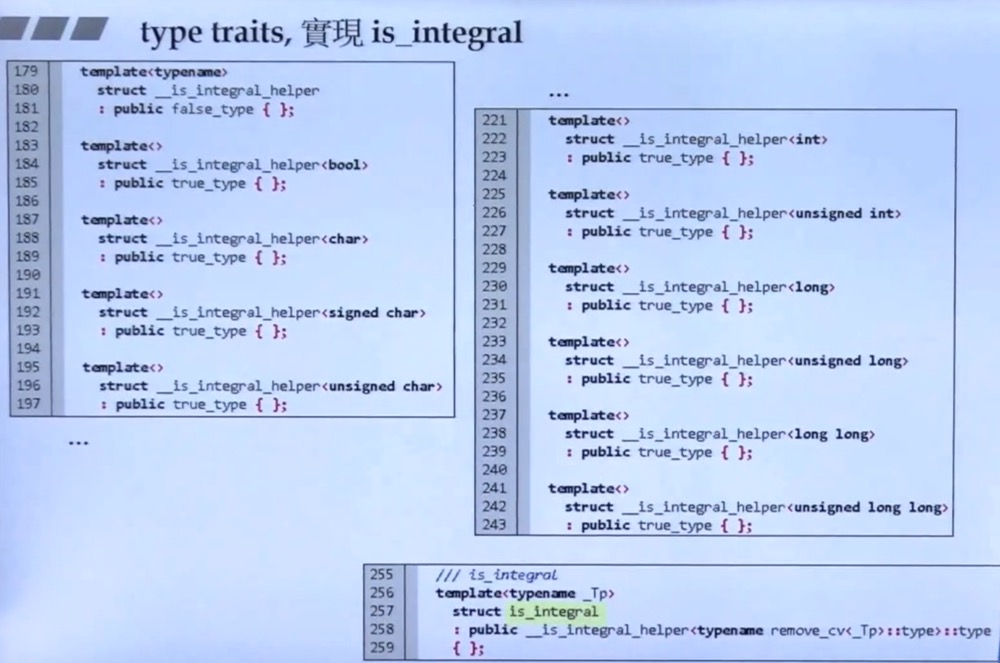 type traits, 實現 is_integral
179 template<typename>
180 struct __is_integral_helper
181 : public false_type { };
182
183 template<>
184 struct __is_integral_helper<bool>
185 : public true_type { };
186
187 template<>
188 struct __is_integral_helper<char>
189 : public true_type { };
190
191 template<>
192 struct __is_integral_helper<signed char>
193 : public true_type { };
194
195 template<>
196 struct __is_integral_helper<unsigned char>
197 : public true_type { };
...
...
221 template<>
222 struct __is_integral_helper<int>
223 : public true_type { };
224
225 template<>
226 struct __is_integral_helper<unsigned int>
227 : public true_type { };
228
229 template<>
230 struct __is_integral_helper<long>
231 : public true_type { };
232
233 template<>
234 struct __is_integral_helper<unsigned long>
235 : public true_type { };
236
237 template<>
238 struct __is_integral_helper<long long>
239 : public true_type { };
240
241 template<>
242 struct __is_integral_helper<unsigned long long>
243 : public true_type { };
255 /// is_integral
256 template<typename _Tp>
257 struct is_integral
258 : public __is_integral_helper<typename remove_cv<_Tp>::type>::type
259 { };